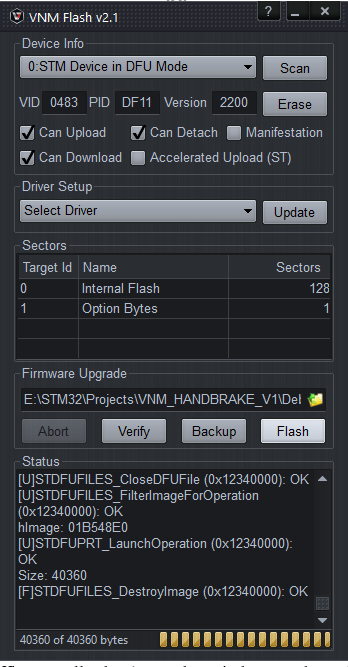 VNM Flash v2.1
?
Device Info
0:STM Device in DFU Mode
Scan
VID 0483 PID DF11 Version 2200 Erase
Can Upload Can Detach Manifestation
Can Download Accelerated Upload (ST)
Driver Setup
Select Driver
Update
Sectors
Target Id Name Sectors
0 Internal Flash 128
1 Option Bytes 1
Firmware Upgrade
E:\STM32\Projects\VNM_HANDBRAKE_V1\Del
Abort Verify Backup Flash
Status
[U]STDFUFILES_CloseDFUFile (0x12340000): OK
[U]STDFUFILES_FilterImageForOperation
(0x12340000): OK
hImage: 01B548E0
[U]STDFUPRT_LaunchOperation (0x12340000):
OK
Size: 40360
[F]STDFUFILES_DestroyImage (0x12340000): OK
40360 of 40360 bytes